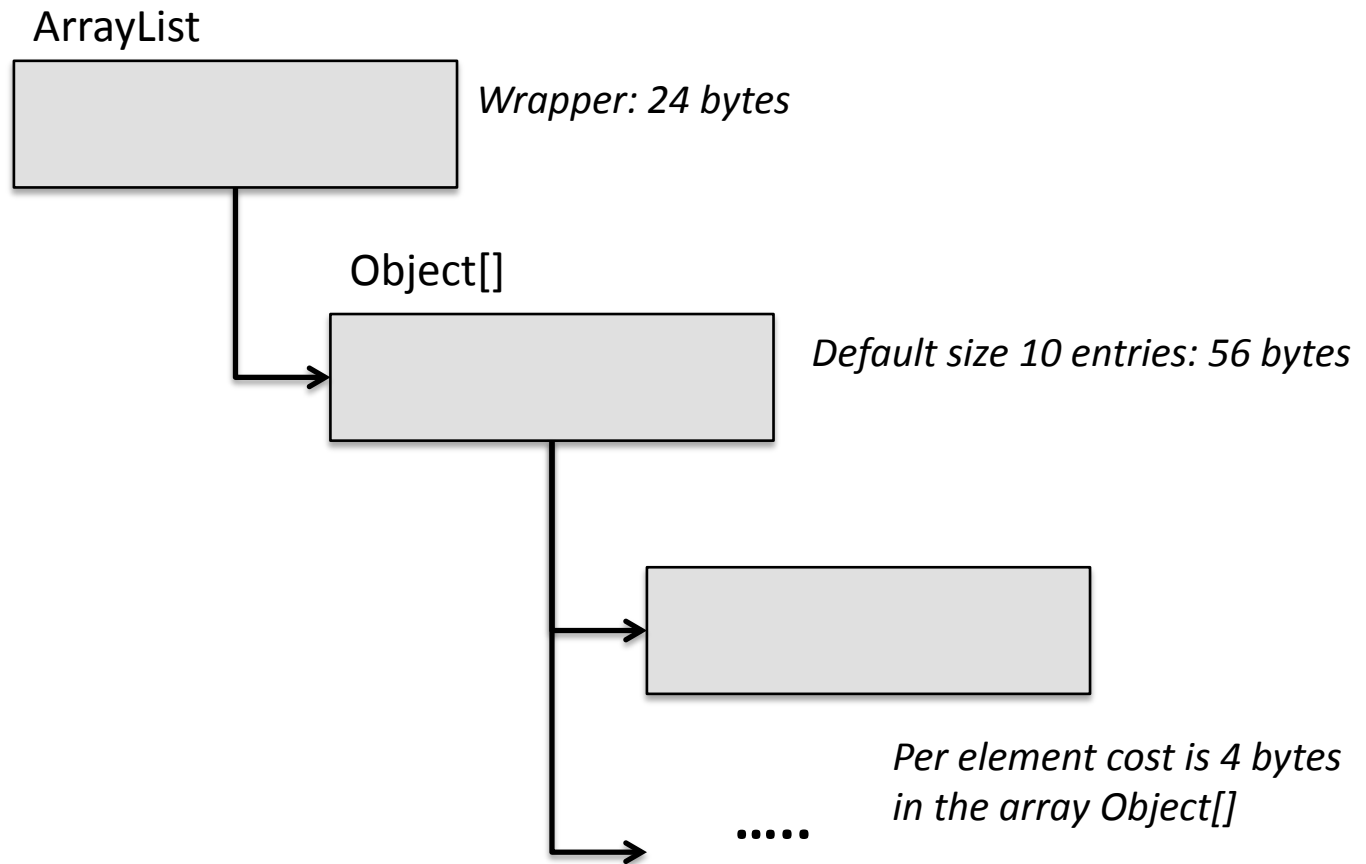 ArrayList
Wrapper: 24 bytes
Object[]
Default size 10 entries: 56 bytes
Per element cost is 4 bytes
in the array Object[]
.....